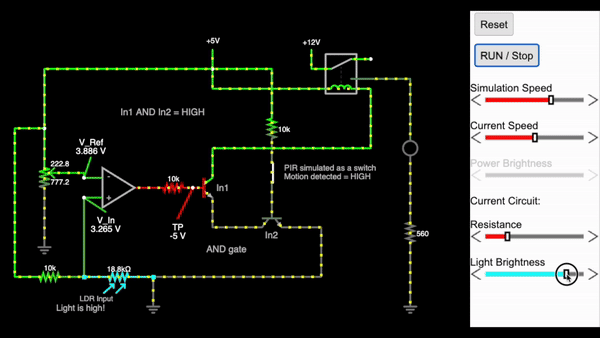 +5V
+12V
Reset
RUN / Stop
Simulation Speed
Current Speed
Power Brightness
Current Circuit:
Resistance
Light Brightness
In1 AND In2 = HIGH
10k
V_Ref
3.886 V
222.8
777.2
-
+
10k
PIR simulated as a switch
Motion detected = HIGH
In1
V_In
3.265 V
TP
-5 V
In2
AND gate
560
10k
18.8kΩ
LDR Input
Light is high!